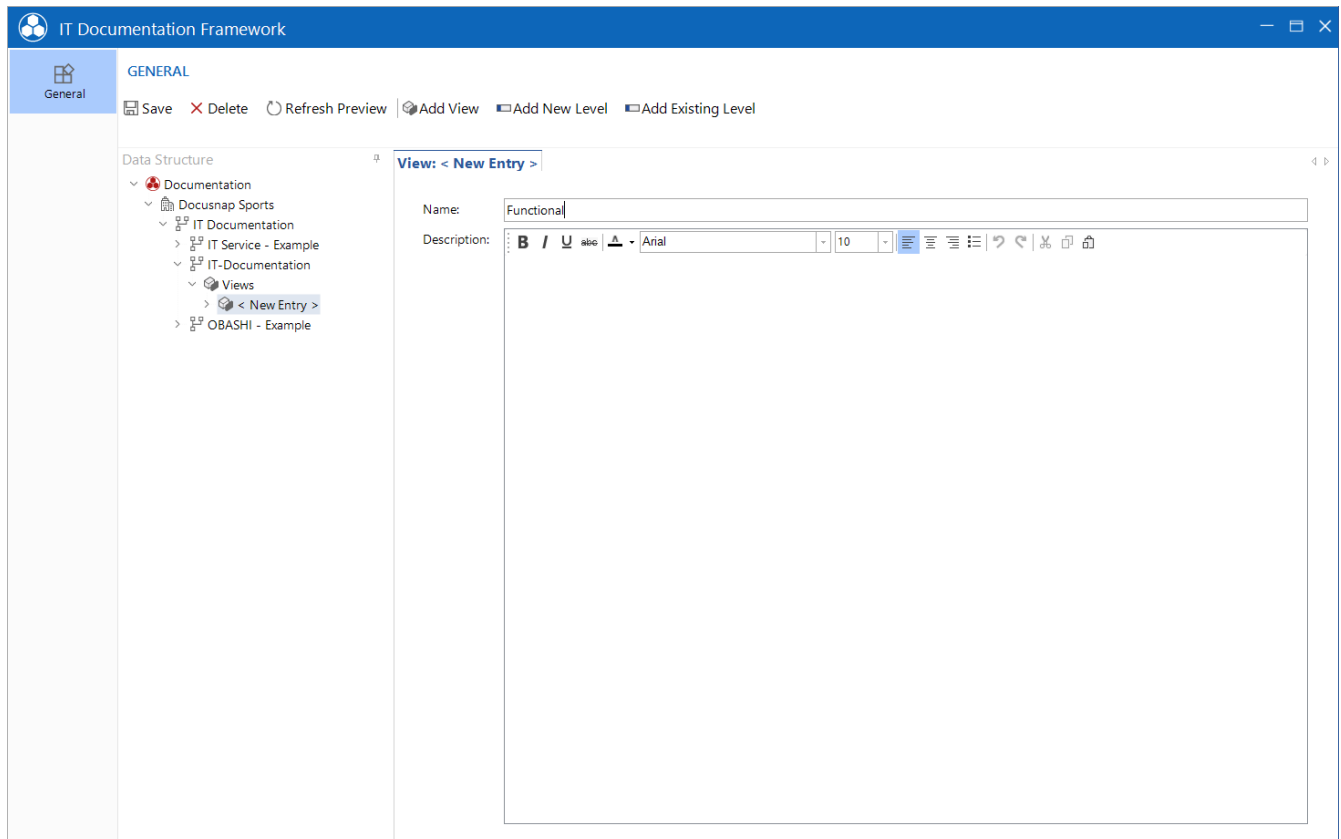 IT Documentation Framework
General
GENERAL
Save Delete Refresh Preview Add View Add New Level Add Existing Level
Data Structure
Documentation
Docusnap Sports
IT Documentation
IT Service - Example
IT-Documentation
Views
< New Entry >
OBASHI - Example
View: < New Entry >
Name: Functional
Description: B I U abc A Arial 10